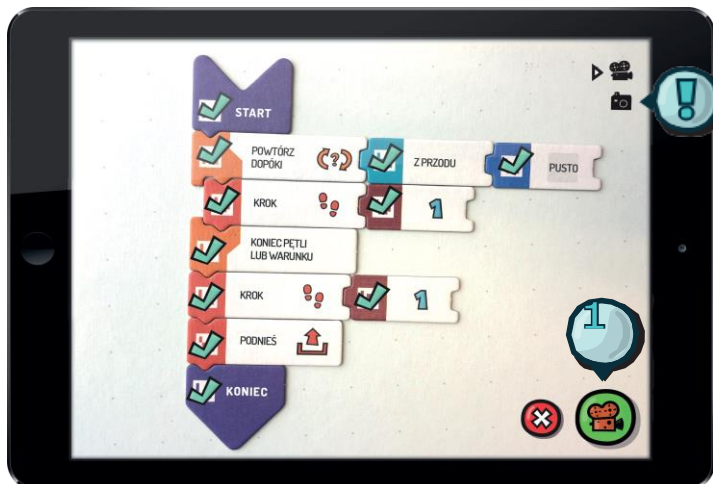 START
POWTÓRZ
DOPÓKI
(?)
Z PRZODU
PUSTO
KROK
1
KONIEC PĘTLI
LUB WARUNKU
KROK
1
PODNIEŚ
KONIEC
!
1